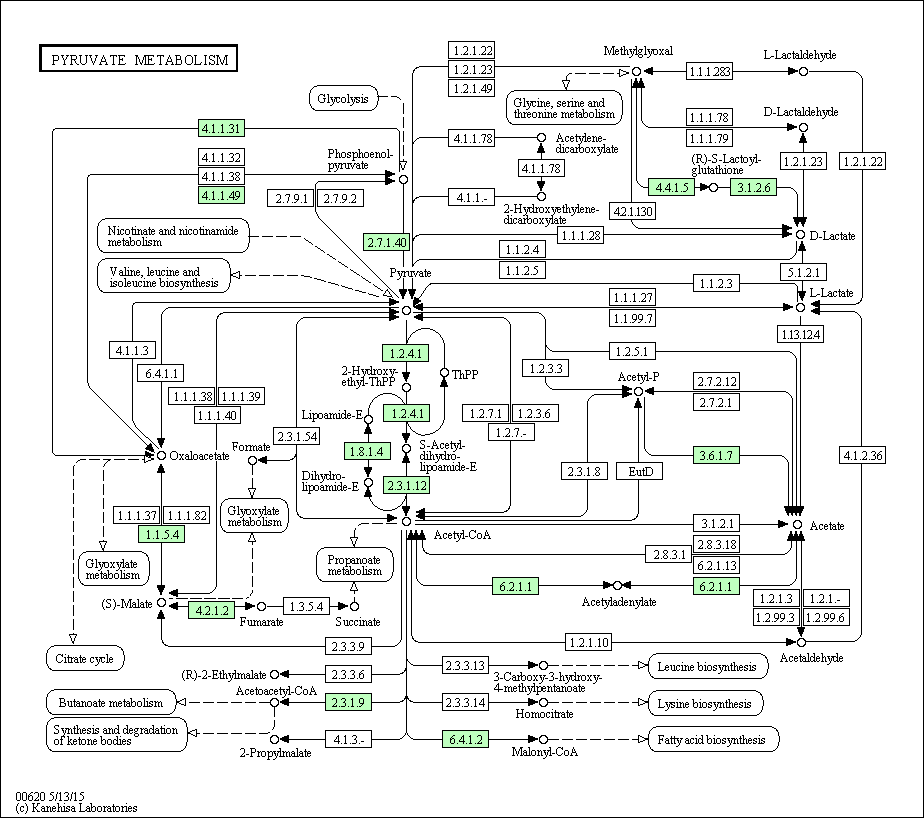 PYRUVATE METABOLISM
1.2.1.22
1.2.1.23
1.2.1.49
Methylglyoxal
1.1.1.283
L-Lactaldehyde
Glycolysis
Glycine, serine and
threonine metabolism
1.1.1.78
1.1.1.79
D-Lactaldehyde
4.1.1.31
4.1.1.78
Acetylene-
dicarboxylate
4.1.1.32
4.1.1.38
4.1.1.49
Phosphoenol-
pyruvate
4.1.1.78
(R)-S-Lactoyl-
glutathione
1.2.1.23
1.2.1.22
4.4.1.5
3.1.2.6
2.7.9.1
2.7.9.2
4.1.1.-
2-Hydroxyethylene-
dicarboxylate
4.2.1.130
Nicotinate and nicotinamide
metabolism
2.7.1.40
1.1.1.28
D-Lactate
1.1.2.4
Valine, leucine and
isoleucine biosynthesis
Pyruvate
1.1.2.5
5.1.2.1
1.1.2.3
L-Lactate
1.1.1.27
1.1.99.7
1.13.12.4
4.1.1.3
1.2.4.1
1.2.5.1
6.4.1.1
2-Hydroxy-
ethyl-ThPP
ThPP
1.2.3.3
Acetyl-P
2.7.2.12
2.7.2.1
1.1.1.38
1.1.1.39
1.1.1.40
Lipoamide-E
1.2.4.1
1.2.7.1
1.2.3.6
1.2.7.-
2.3.1.54
Formate
Oxaloacetate
1.8.1.4
S-Acetyl-
dihydro-
lipoamide-E
3.6.1.7
4.1.2.36
2.3.1.8
EutD
Dihydro-
lipoamide-E
2.3.1.12
1.1.1.37
1.1.1.82
Glyoxylate
metabolism
1.1.5.4
Acetyl-CoA
3.1.2.1
Acetate
Glyoxylate
metabolism
Propanoate
metabolism
2.8.3.18
2.8.3.1
6.2.1.13
6.2.1.1
6.2.1.1
Acetyladenylate
(S)-Malate
4.2.1.2
Fumarate
1.3.5.4
Succinate
1.2.1.3
1.2.1.-
1.2.99.3
1.2.99.6
Citrate cycle
2.3.3.9
1.2.1.10
Acetaldehyde
(R)-2-Ethylmalate
2.3.3.6
2.3.3.13
3-Carboxy-3-hydroxy-
4-methylpentanoate
Leucine biosynthesis
Butanoate metabolism
Acetoacetyl-CoA
2.3.1.9
2.3.3.14
Homocitrate
Lysine biosynthesis
Synthesis and degradation
of ketone bodies
2-Propylmalate
4.1.3.-
6.4.1.2
Malonyl-CoA
Fatty acid biosynthesis
00620 5/13/15
(c) Kanehisa Laboratories